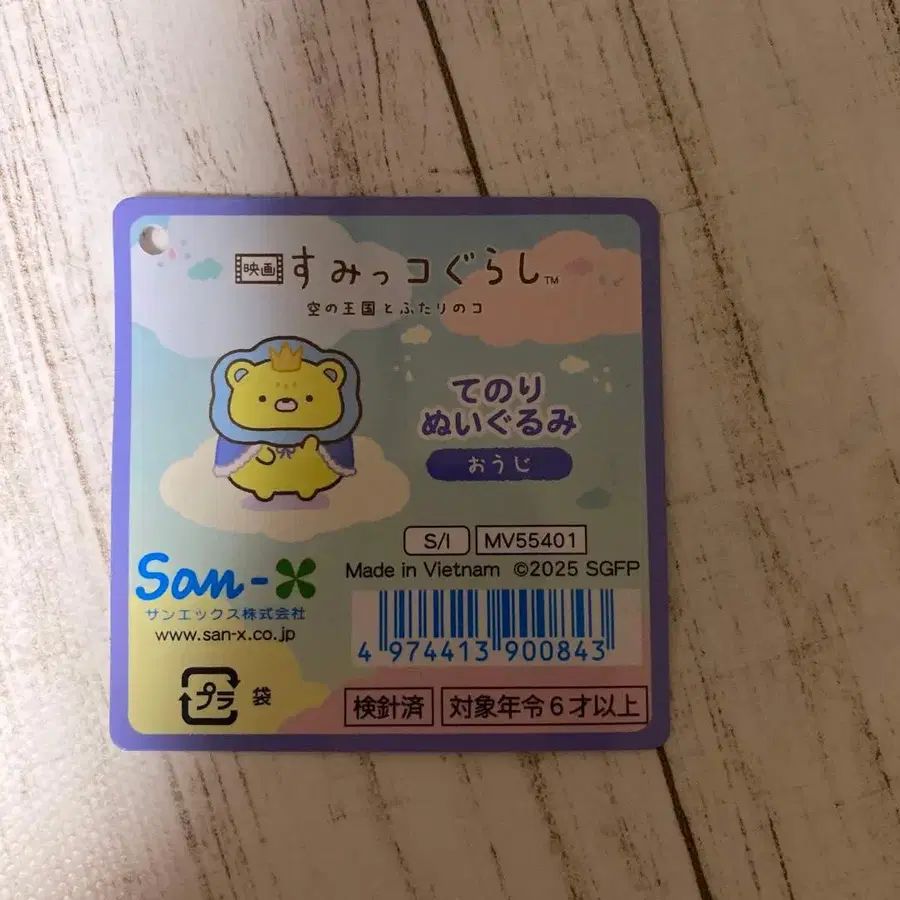 映画 すみっコぐらし™
空の王国とふたりのコ
てのり
ぬいぐるみ
おうじ
S/I MV55401
Made in Vietnam ©2025 SGFP
San-X
サンエックス株式会社
www.san-x.co.jp
4 974413 900843
プラ 袋
検針済 対象年令6才以上